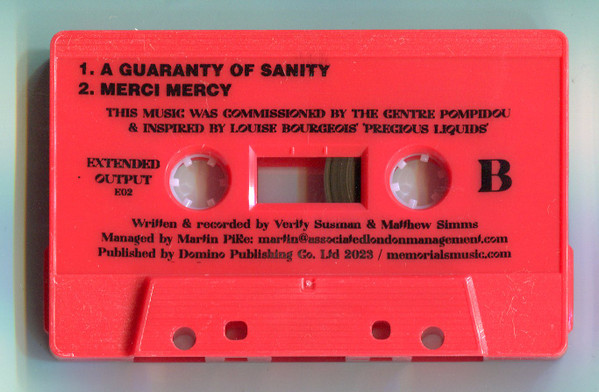 1. A GUARANTY OF SANITY
2. MERCI MERCY
THIS MUSIC WAS COMMISSIONED BY THE CENTRE POMPIDOU
& INSPIRED BY LOUISE BOURGEOIS' 'PRECIOUS LIQUIDS'
EXTENDED
OUTPUT
E02
B
Written & recorded by Verity Susman & Matthew Simms
Managed by Martin Pike: martin@associatedlondonmanagement.com
Published by Domino Publishing Co. Ltd 2023 / memorialsmusic.com